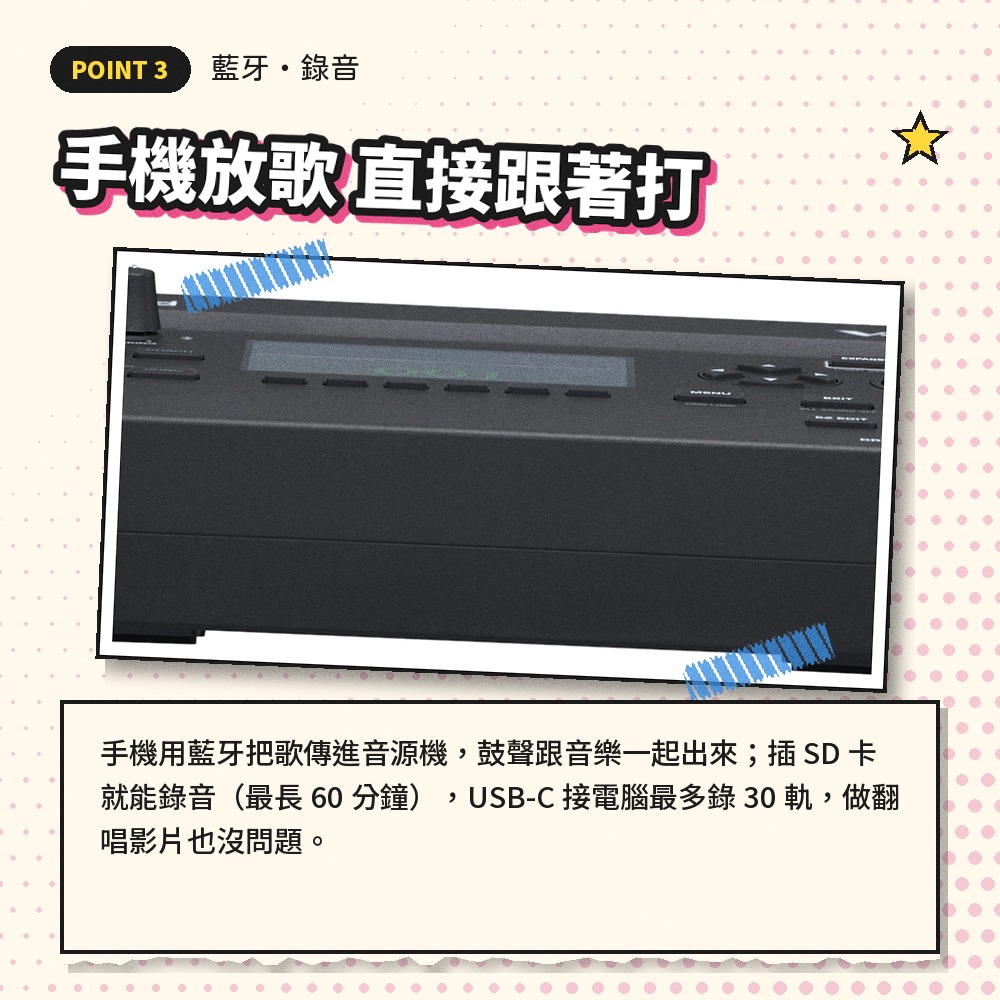 POINT 3
藍牙・錄音
手機放歌 直接跟著打
MENU
EXIT
手機用藍牙把歌傳進音源機，鼓聲跟音樂一起出來；插 SD 卡
就能錄音（最長 60 分鐘），USB-C 接電腦最多錄 30 軌，做翻
唱影片也沒問題。